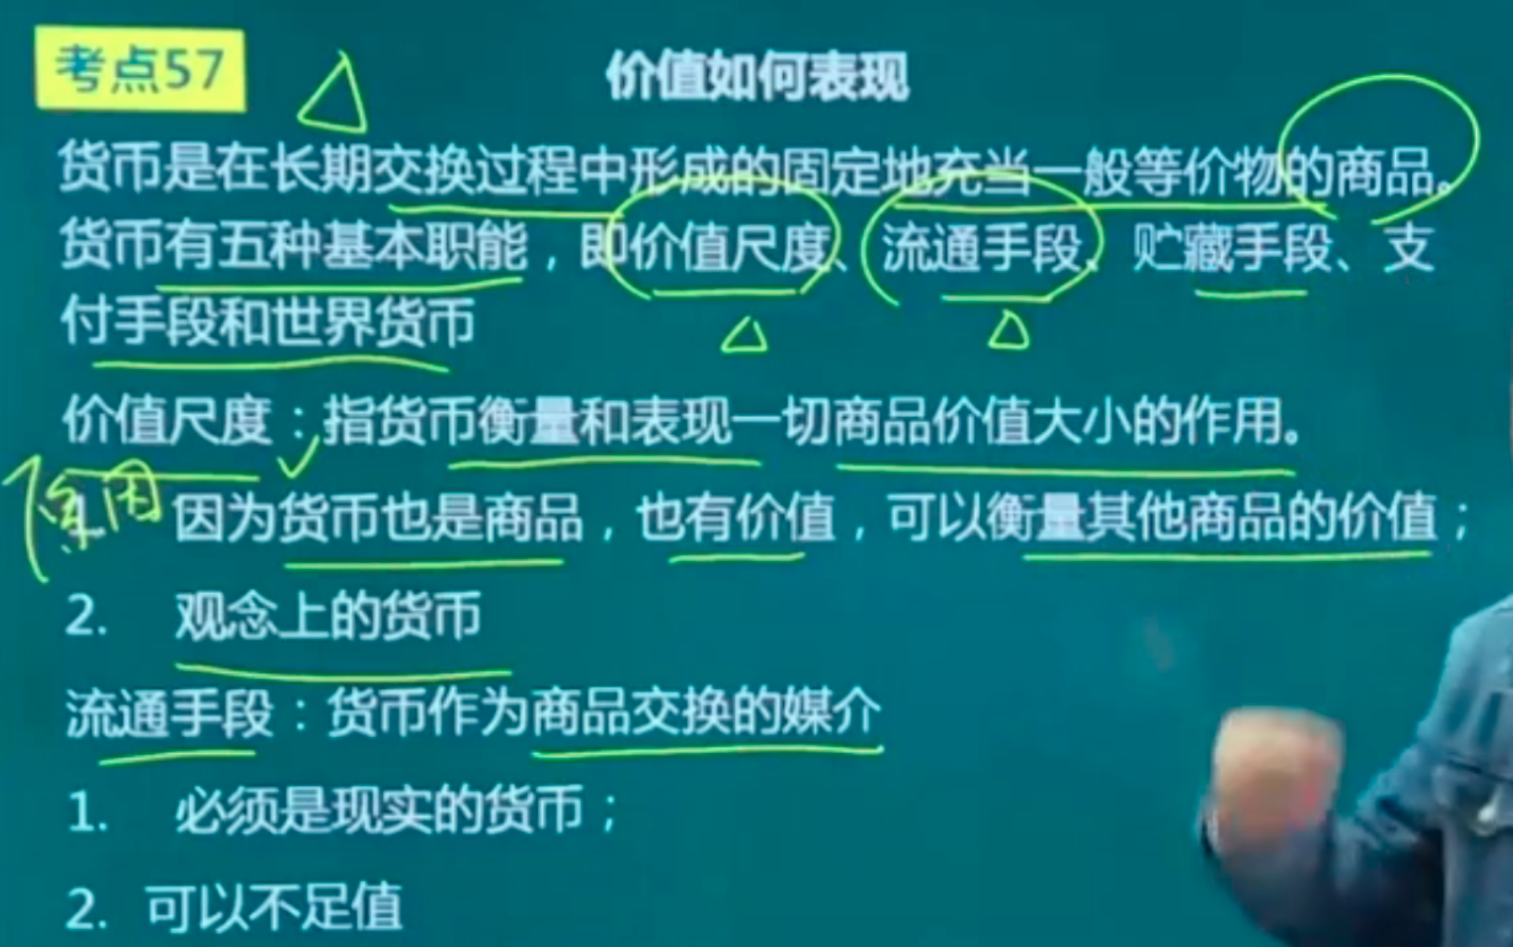 考点57
价值如何表现
货币是在长期交换过程中形成的固定地充当一般等价物的商品。
货币有五种基本职能，即价值尺度、流通手段、贮藏手段、支
付手段和世界货币
价值尺度：指货币衡量和表现一切商品价值大小的作用。
1. 因为货币也是商品，也有价值，可以衡量其他商品的价值；
2. 观念上的货币
流通手段：货币作为商品交换的媒介
1. 必须是现实的货币；
2. 可以不足值